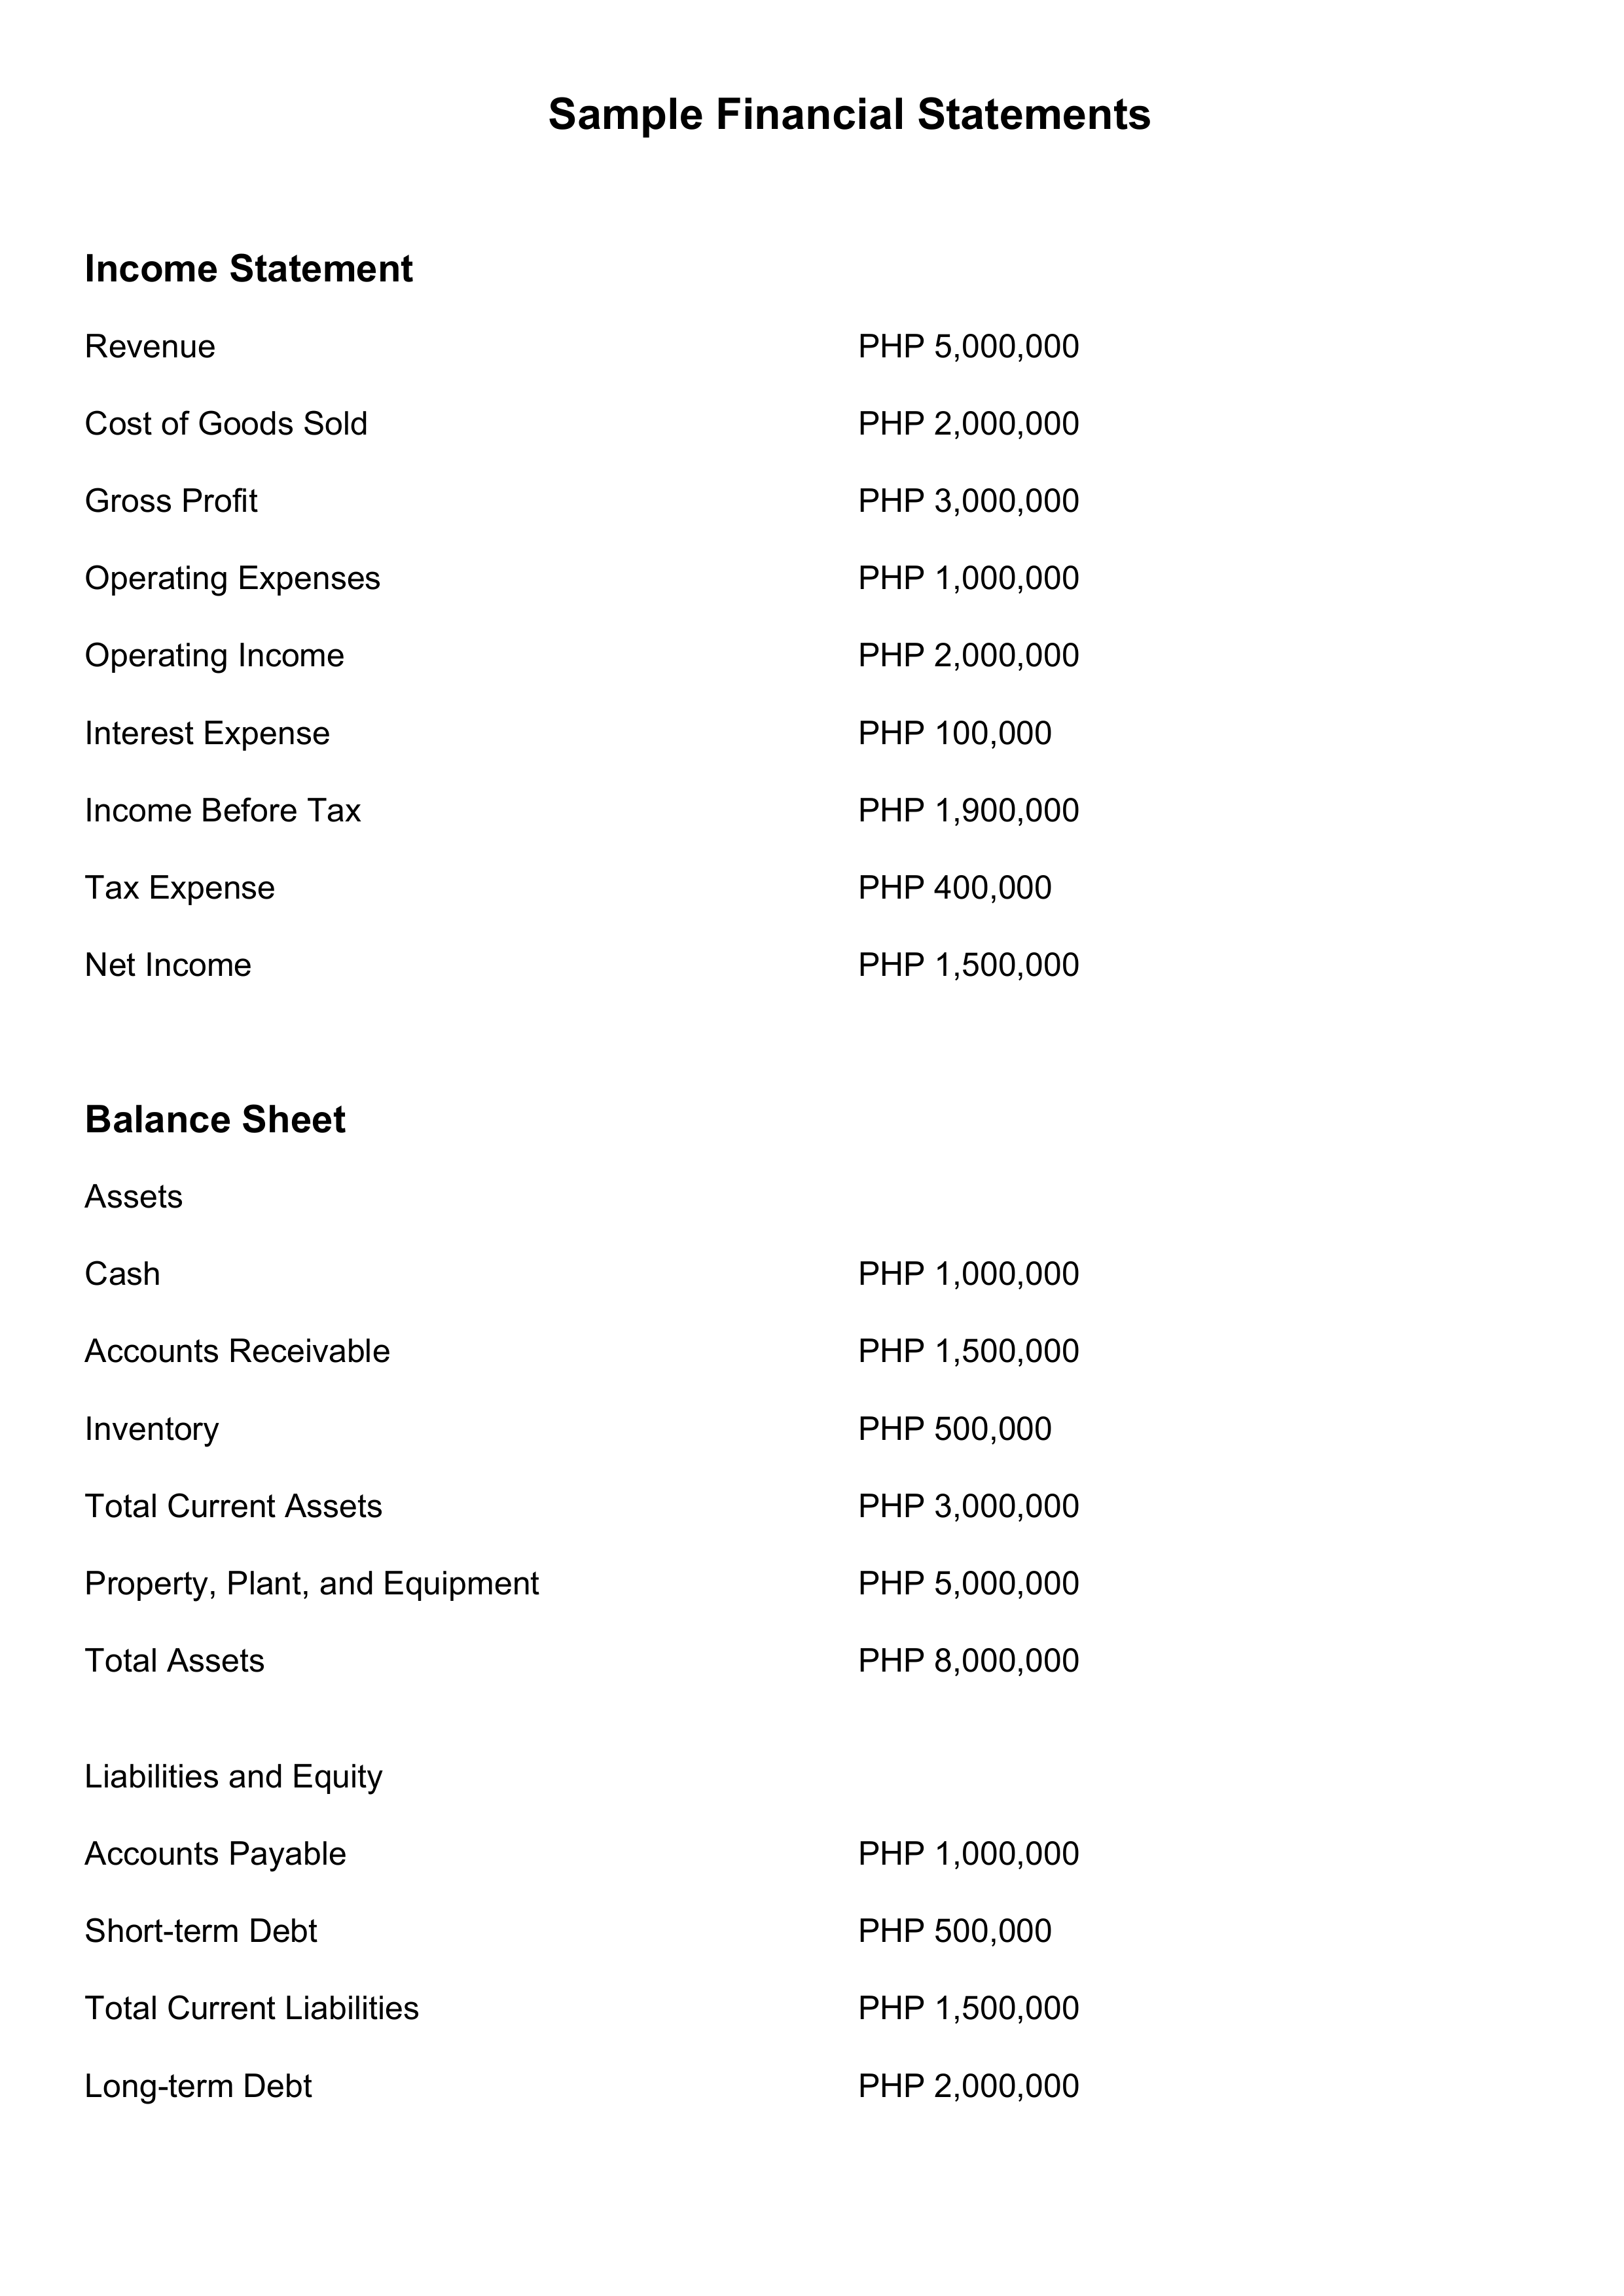 Sample Financial Statements
Income Statement
Revenue PHP 5,000,000
Cost of Goods Sold PHP 2,000,000
Gross Profit PHP 3,000,000
Operating Expenses PHP 1,000,000
Operating Income PHP 2,000,000
Interest Expense PHP 100,000
Income Before Tax PHP 1,900,000
Tax Expense PHP 400,000
Net Income PHP 1,500,000
Balance Sheet
Assets
Cash PHP 1,000,000
Accounts Receivable PHP 1,500,000
Inventory PHP 500,000
Total Current Assets PHP 3,000,000
Property, Plant, and Equipment PHP 5,000,000
Total Assets PHP 8,000,000
Liabilities and Equity
Accounts Payable PHP 1,000,000
Short-term Debt PHP 500,000
Total Current Liabilities PHP 1,500,000
Long-term Debt PHP 2,000,000